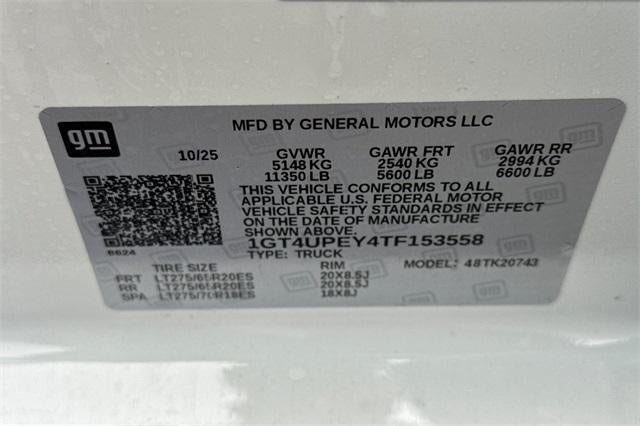 gm
MFD BY GENERAL MOTORS LLC
10/25 GVWR GAWR FRT GAWR RR
5148 KG 2540 KG 2994 KG
11350 LB 5600 LB 6600 LB
THIS VEHICLE CONFORMS TO ALL
APPLICABLE U.S. FEDERAL MOTOR
VEHICLE SAFETY STANDARDS IN EFFECT
ON THE DATE OF MANUFACTURE
SHOWN ABOVE.
1GT4UPEY4TF153558
B624
TYPE: TRUCK MODEL: 48TK20743
TIRE SIZE RIM
FRT LT275/65R20ES 20X8.5J
RR LT275/65R20ES 20X8.5J
SPA LT275/70R18ES 18X8J